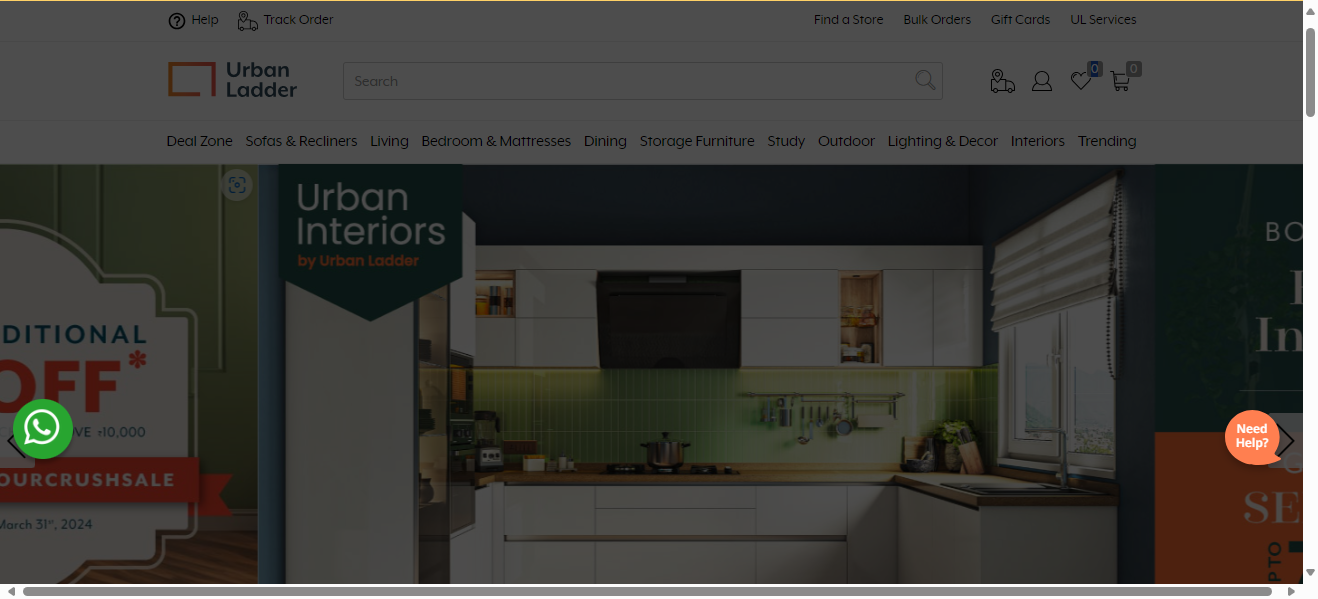 Help
Track Order
Find a Store
Bulk Orders
Gift Cards
UL Services
Urban
Ladder
Search
0
0
Deal Zone
Sofas & Recliners
Living
Bedroom & Mattresses
Dining
Storage Furniture
Study
Outdoor
Lighting & Decor
Interiors
Trending
DITIONAL
OFF*
VE ₹10,000
OURCRUSHSALE
March 31st, 2024
Urban
Interiors
by Urban Ladder
BO
In
SE
P TO
Need
Help?